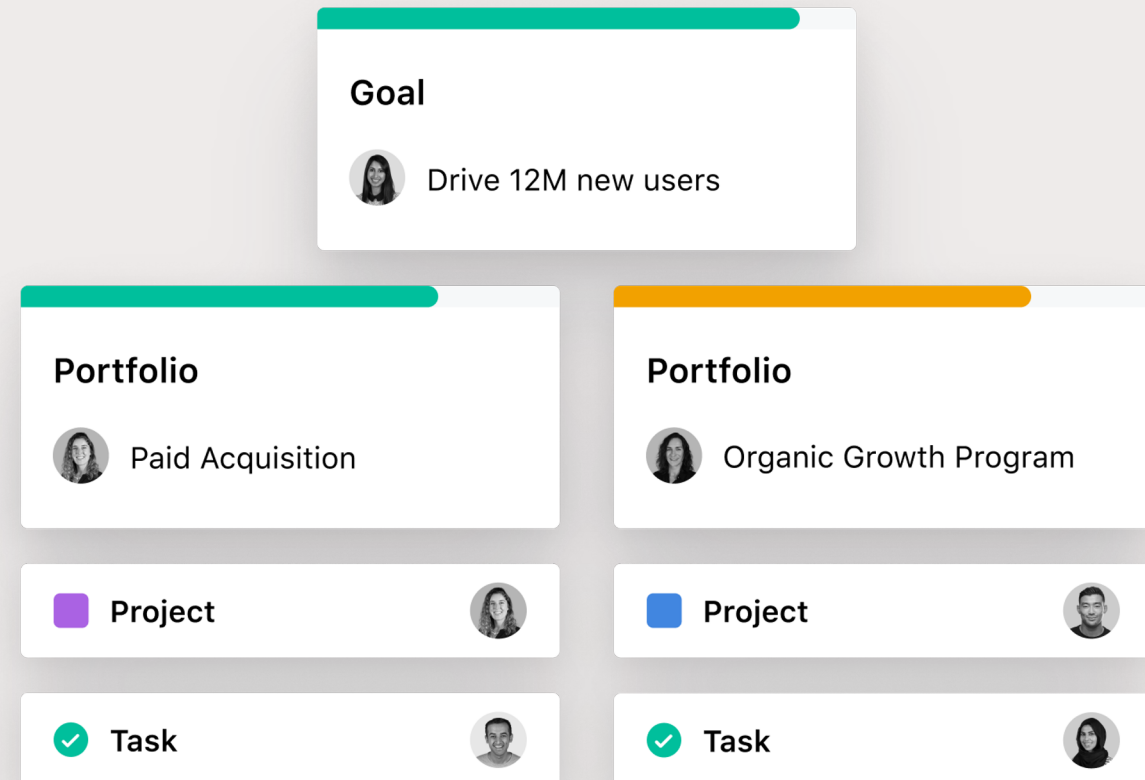 Goal
Drive 12M new users
Portfolio
Paid Acquisition
Portfolio
Organic Growth Program
Project
Project
Task
Task